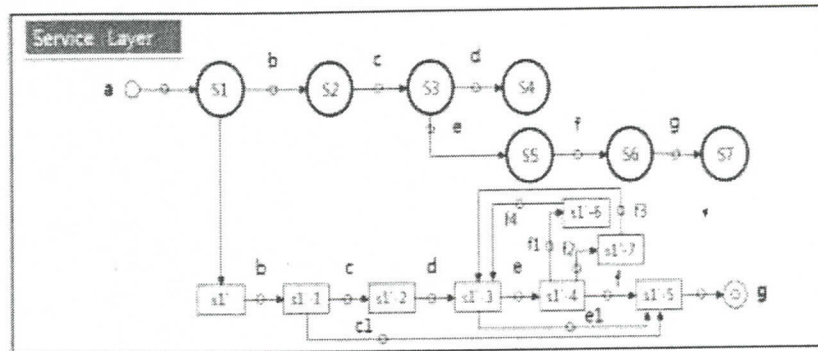 Service Layer
b c d
a S1 S2 S3 S4
e f g
S5 S6 S7
f4 s1'-6 f3
f1 f2 s1'-7
b c d e f
s1' s1'-1 s1'-2 s1'-3 s1'-4 s1'-5 g
c1 e1